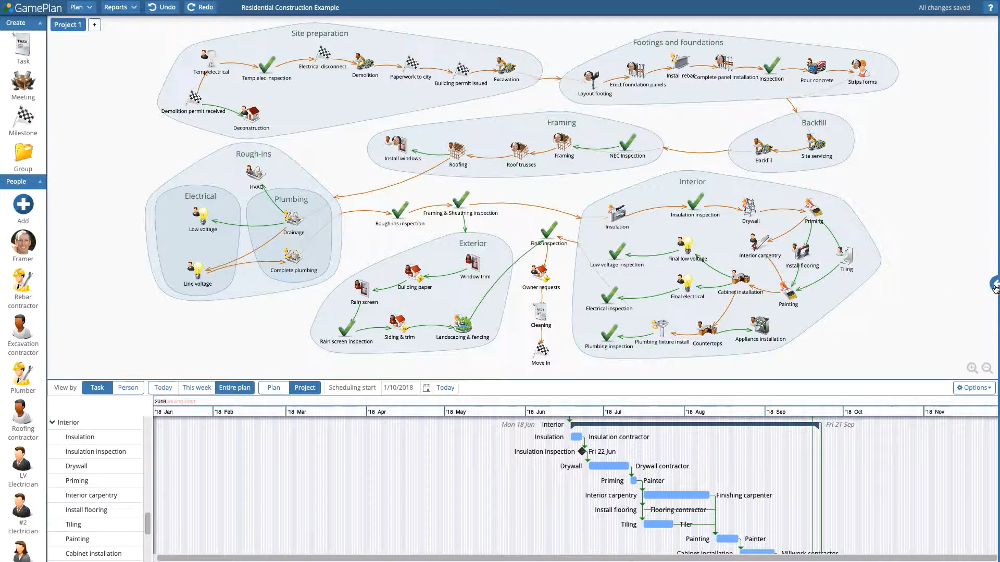 GamePlan Plan Reports Undo Redo Residential Construction Example All changes saved ?
Create
Project 1 +
Task
Meeting
Milestone
Group
People
Add
Framer
Rebar contractor
Excavation contractor
Plumber
Roofing contractor
LV Electrician
#2 Electrician
Site preparation
Temp electrical
Temp elec inspection
Electrical disconnect
Demolition
Paperwork to city
Building permit issued
Excavation
Demolition permit received
Deconstruction
Footings and foundations
Layout footing
Erect foundation panels
Install rebar
Complete panel installation
Inspection
Pour concrete
Strips forms
Backfill
Backfill
Site servicing
Framing
Install windows
Roofing
Roof trusses
Framing
NEC Inspection
Rough-ins
HVAC
Electrical
Low voltage
Line voltage
Plumbing
Drainage
Complete plumbing
Rough-ins inspection
Framing & Sheathing inspection
Exterior
Window trim
Building paper
Rain screen
Rain screen inspection
Siding & trim
Landscaping & fencing
Final inspection
Owner requests
Cleaning
Move In
Interior
Insulation
Insulation inspection
Drywall
Priming
Low voltage inspection
Final low voltage
Interior carpentry
Install flooring
Tiling
Electrical inspection
Final electrical
Cabinet installation
Painting
Plumbing inspection
Plumbing fixture install
Countertops
Appliance installation
View by Task Person Today This week Entire plan Plan Project Scheduling start 1/10/2018 Today Options
2018
'18 Jan '18 Feb '18 Mar '18 Apr '18 May '18 Jun '18 Jul '18 Aug '18 Sep '18 Oct '18 Nov
Interior Mon 18 Jun Interior Fri 21 Sep
Insulation Insulation Insulation contractor
Insulation inspection Insulation inspection Fri 22 Jun
Drywall Drywall Drywall contractor
Priming Priming Painter
Interior carpentry Interior carpentry Finishing carpenter
Install flooring Install flooring Flooring contractor
Tiling Tiling Tiler
Painting Painting Painter
Cabinet installation Cabinet installation Millwork contractor